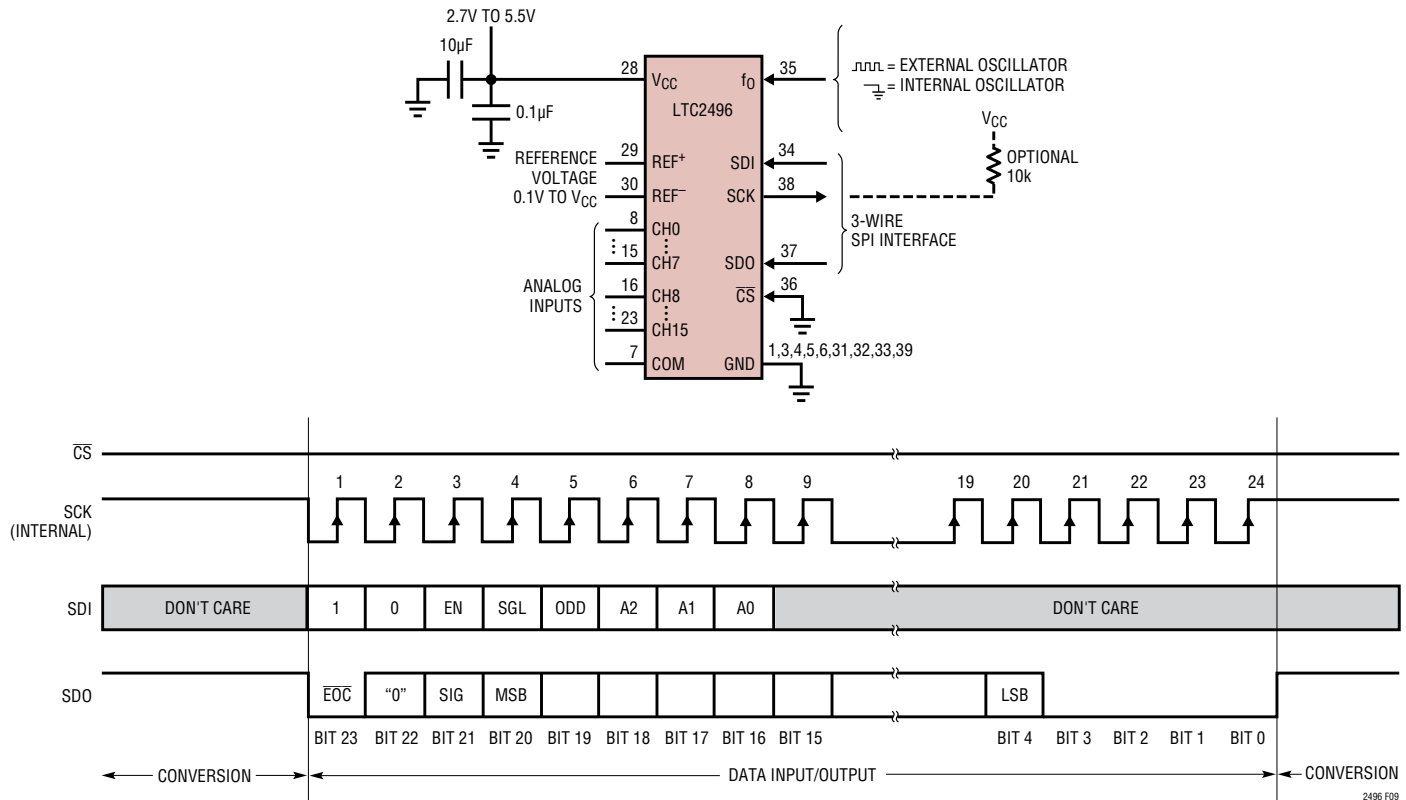 2.7V TO 5.5V
10µF
0.1µF
28
VCC
fO
35
LTC2496
= EXTERNAL OSCILLATOR
= INTERNAL OSCILLATOR
VCC
OPTIONAL
10k
REFERENCE
VOLTAGE
0.1V TO VCC
29
REF+
30
REF–
SDI
34
SCK
38
3-WIRE
SPI INTERFACE
SDO
37
CS
36
ANALOG
INPUTS
8
CH0
15
CH7
16
CH8
23
CH15
7
COM
GND
1,3,4,5,6,31,32,33,39
CS
1 2 3 4 5 6 7 8 9 19 20 21 22 23 24
SCK
(INTERNAL)
SDI
DON'T CARE 1 0 EN SGL ODD A2 A1 A0 DON'T CARE
SDO
EOC “0” SIG MSB LSB
BIT 23 BIT 22 BIT 21 BIT 20 BIT 19 BIT 18 BIT 17 BIT 16 BIT 15 BIT 4 BIT 3 BIT 2 BIT 1 BIT 0
CONVERSION DATA INPUT/OUTPUT CONVERSION
2496 F09